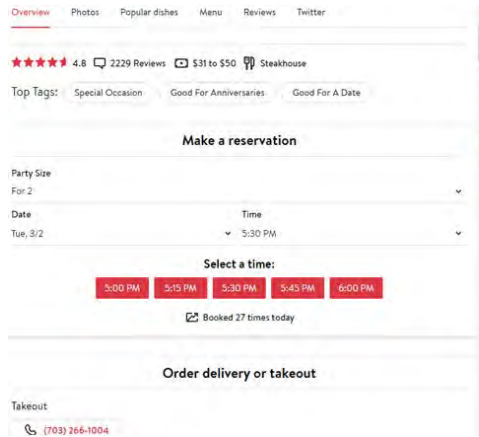 Overview Photos Popular dishes Menu Reviews Twitter
4.8 2229 Reviews $31 to $50 Steakhouse
Top Tags: Special Occasion Good For Anniversaries Good For A Date
Make a reservation
Party Size
For 2
Date Time
Tue, 3/2 5:30 PM
Select a time:
5:00 PM 5:15 PM 5:30 PM 5:45 PM 6:00 PM
Booked 27 times today
Order delivery or takeout
Takeout
(703) 266-1004